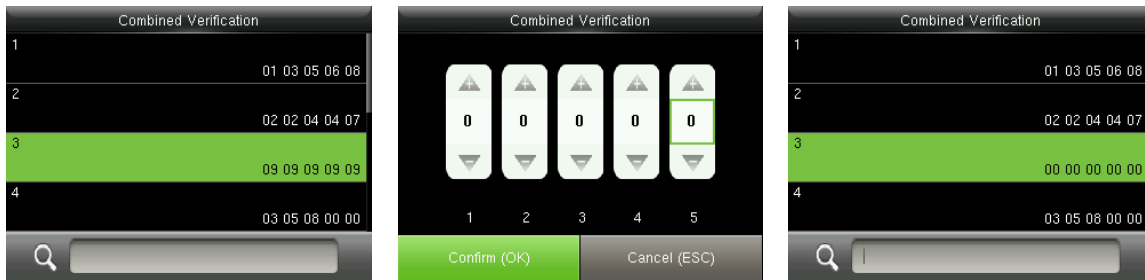 Combined Verification
1
01 03 05 06 08
2
02 02 04 04 07
3
09 09 09 09 09
4
03 05 08 00 00
Combined Verification
0 0 0 0 0
1 2 3 4 5
Confirm (OK) Cancel (ESC)
Combined Verification
1
01 03 05 06 08
2
02 02 04 04 07
3
00 00 00 00 00
4
03 05 08 00 00